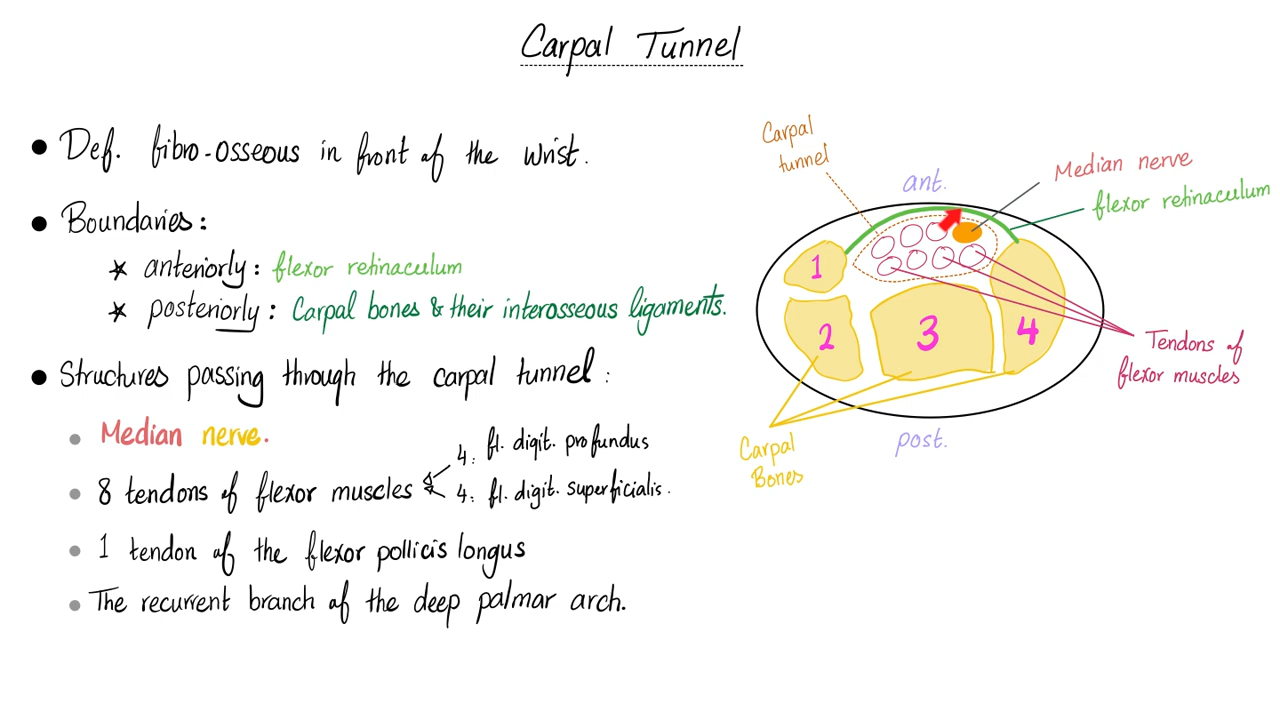 Carpal Tunnel
Def. fibro-osseous in front of the wrist.
Boundaries:
* anteriorly: flexor retinaculum
* posteriorly: Carpal bones & their interosseous ligaments.
Structures passing through the carpal tunnel:
Median nerve.
8 tendons of flexor muscles
4: fl. digit. profundus
4: fl. digit. superficialis.
1 tendon of the flexor pollicis longus
The recurrent branch of the deep palmar arch.
Carpal
tunnel
ant.
Median nerve
flexor retinaculum
1
2
3
4
Tendons of
flexor muscles
Carpal
Bones
post.